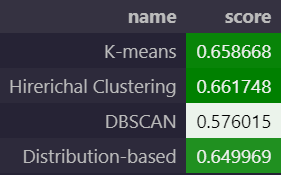 name score
K-means 0.658668
Hirerichal Clustering 0.661748
DBSCAN 0.576015
Distribution-based 0.649969